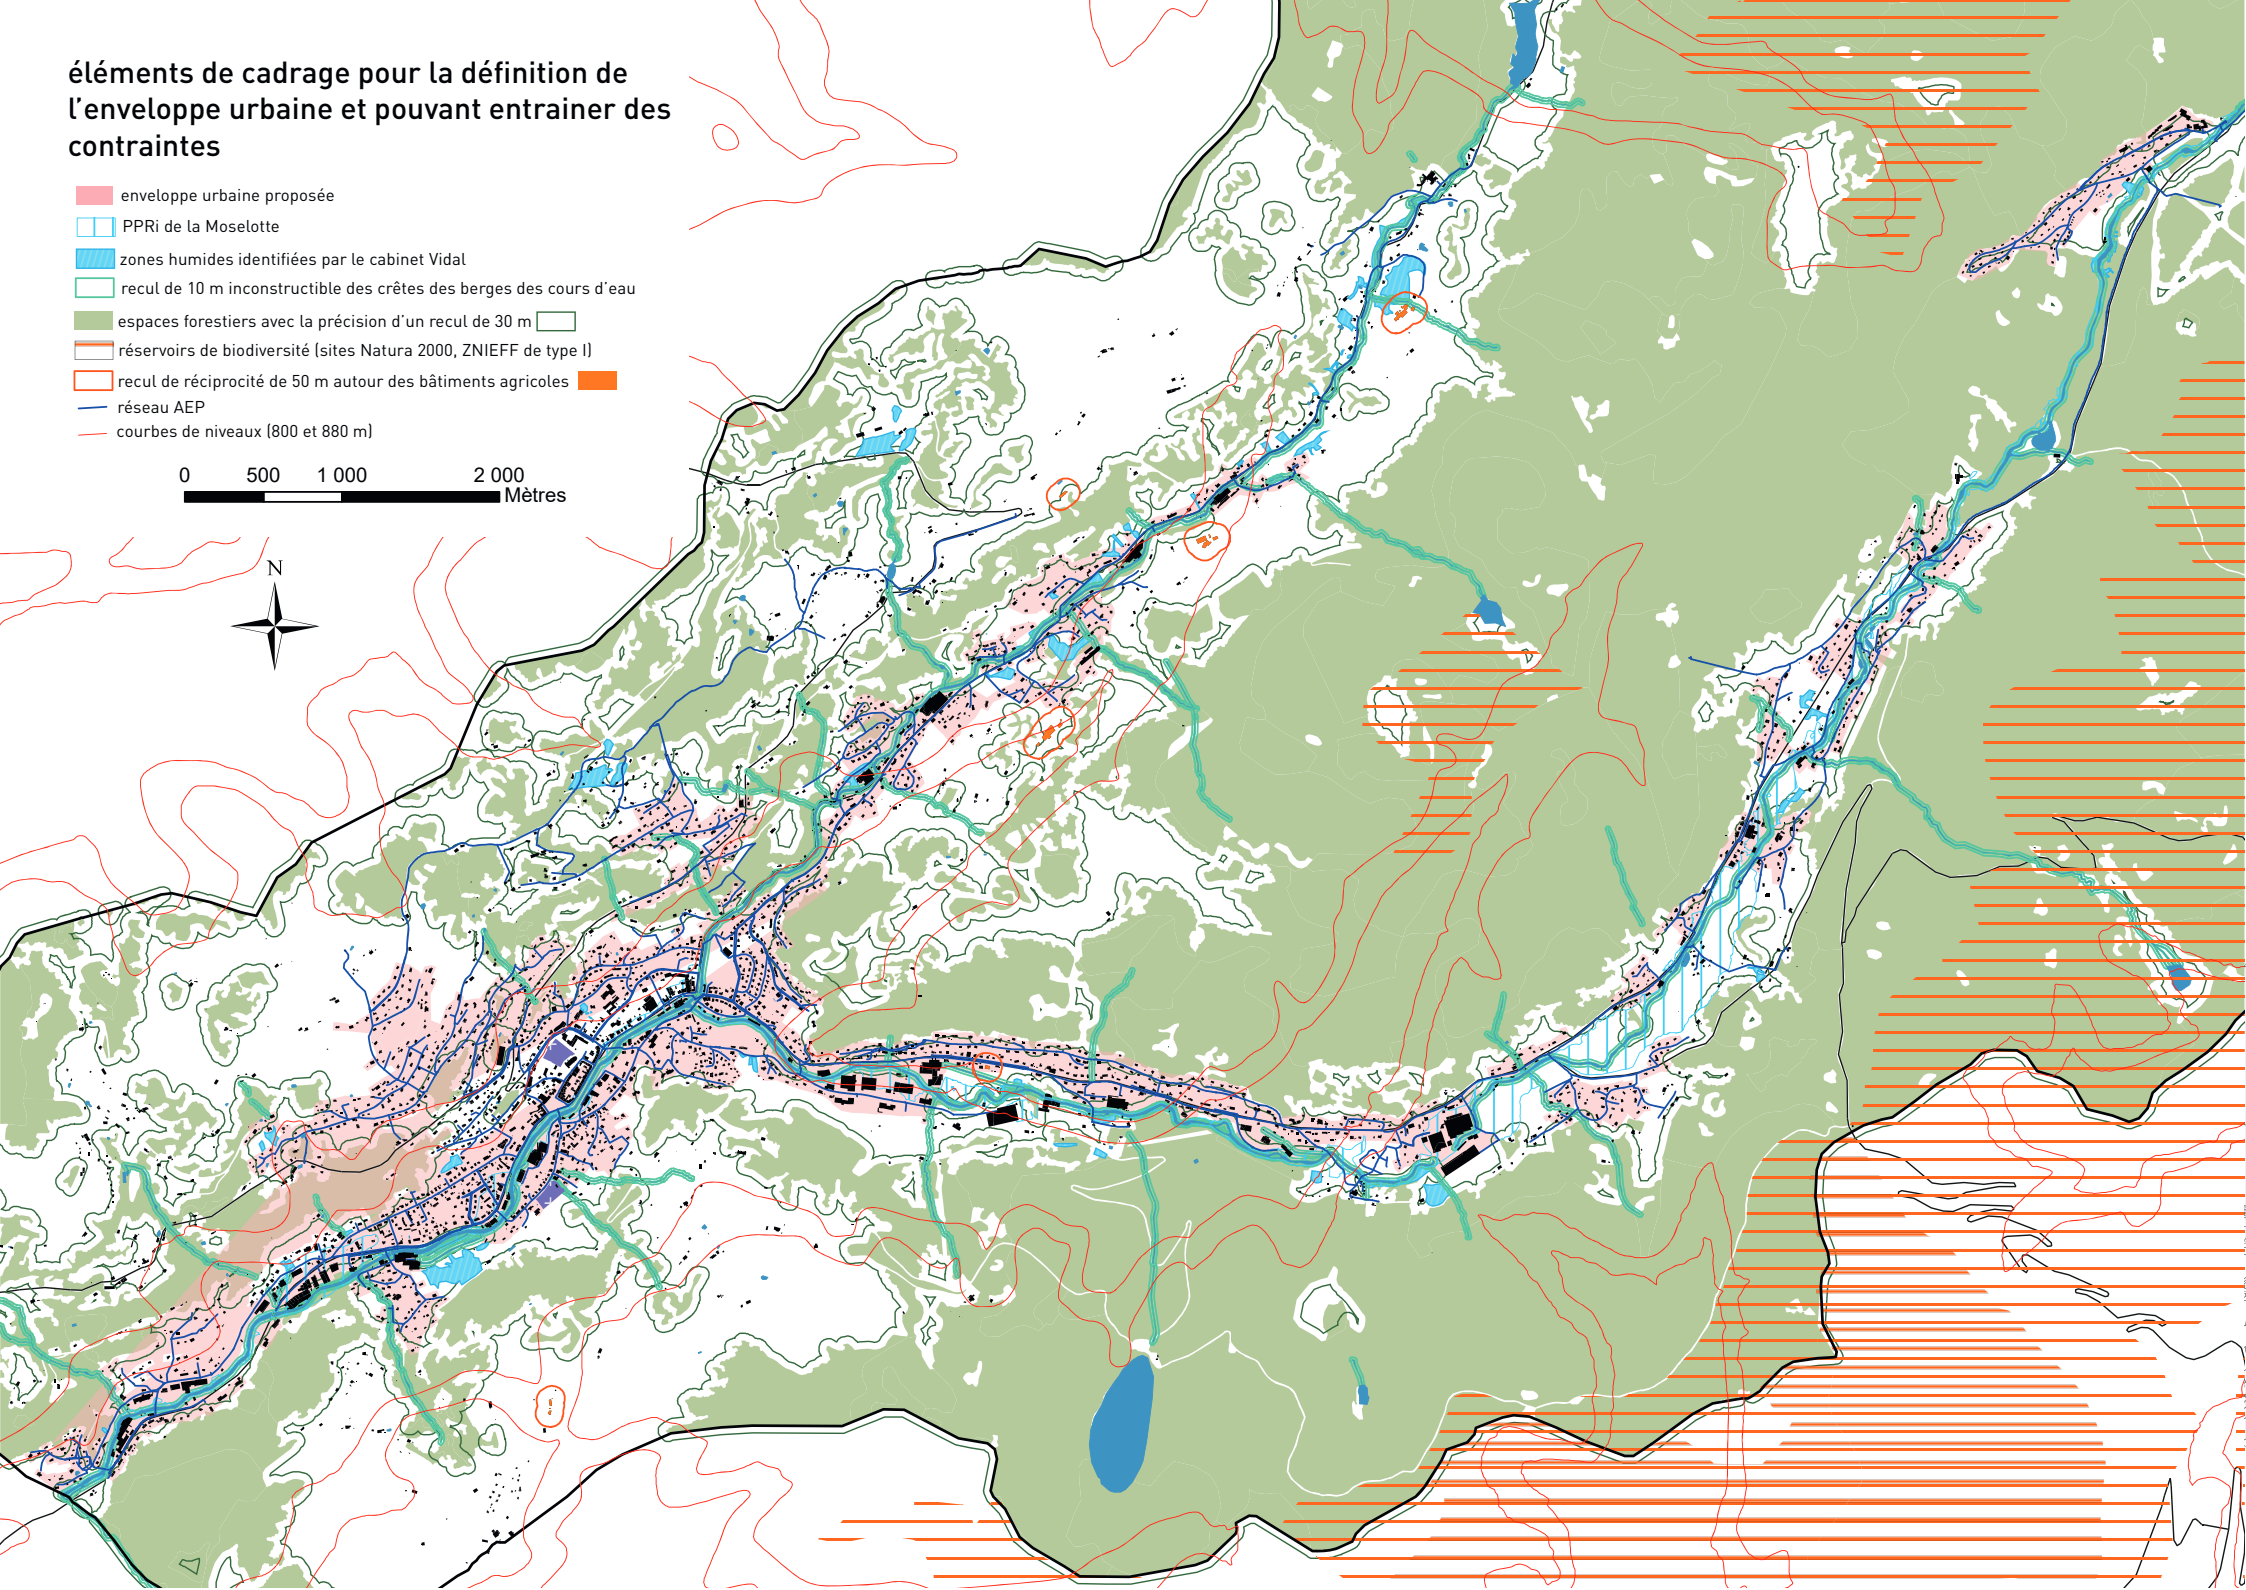 éléments de cadrage pour la définition de
l'enveloppe urbaine et pouvant entrainer des
contraintes
enveloppe urbaine proposée
PPRi de la Moselotte
zones humides identifiées par le cabinet Vidal
recul de 10 m inconstructible des crêtes des berges des cours d'eau
espaces forestiers avec la précision d'un recul de 30 m
réservoirs de biodiversité (sites Natura 2000, ZNIEFF de type I)
recul de réciprocité de 50 m autour des bâtiments agricoles
réseau AEP
courbes de niveaux (800 et 880 m)
0 500 1 000 2 000
Mètres
N